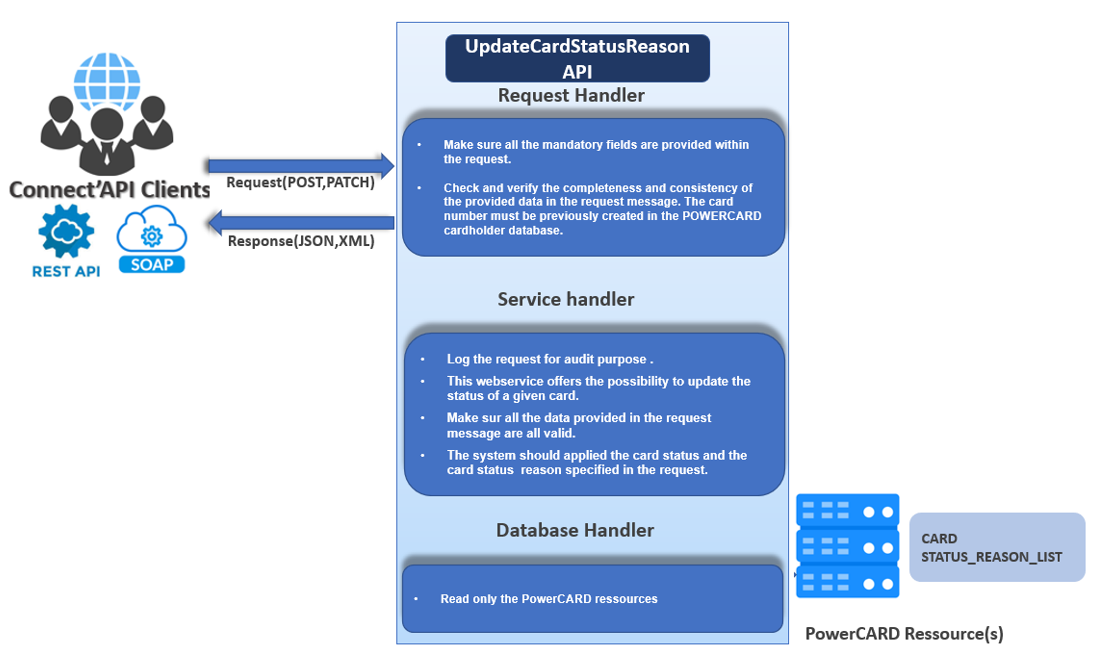 UpdateCardStatusReason
API
Request Handler
• Make sure all the mandatory fields are provided within
the request.
• Check and verify the completeness and consistency of
the provided data in the request message. The card
number must be previously created in the POWERCARD
cardholder database.
Connect'API Clients
Request(POST,PATCH)
Response(JSON,XML)
REST API
SOAP
Service handler
• Log the request for audit purpose .
• This webservice offers the possibility to update the
status of a given card.
• Make sur all the data provided in the request
message are all valid.
• The system should applied the card status and the
card status reason specified in the request.
Database Handler
• Read only the PowerCARD ressources
CARD
STATUS_REASON_LIST
PowerCARD Ressource(s)